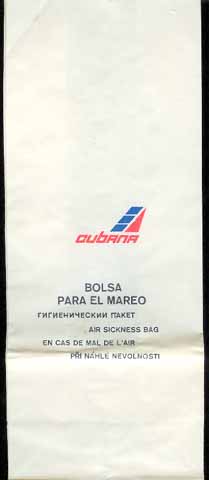 CUBANA
BOLSA
PARA EL MAREO
ГИГИЕНИЧЕСКИЙ ПАКЕТ
AIR SICKNESS BAG
EN CAS DE MAL DE L'AIR
PŘI NÁHLÉ NEVOLNOSTI